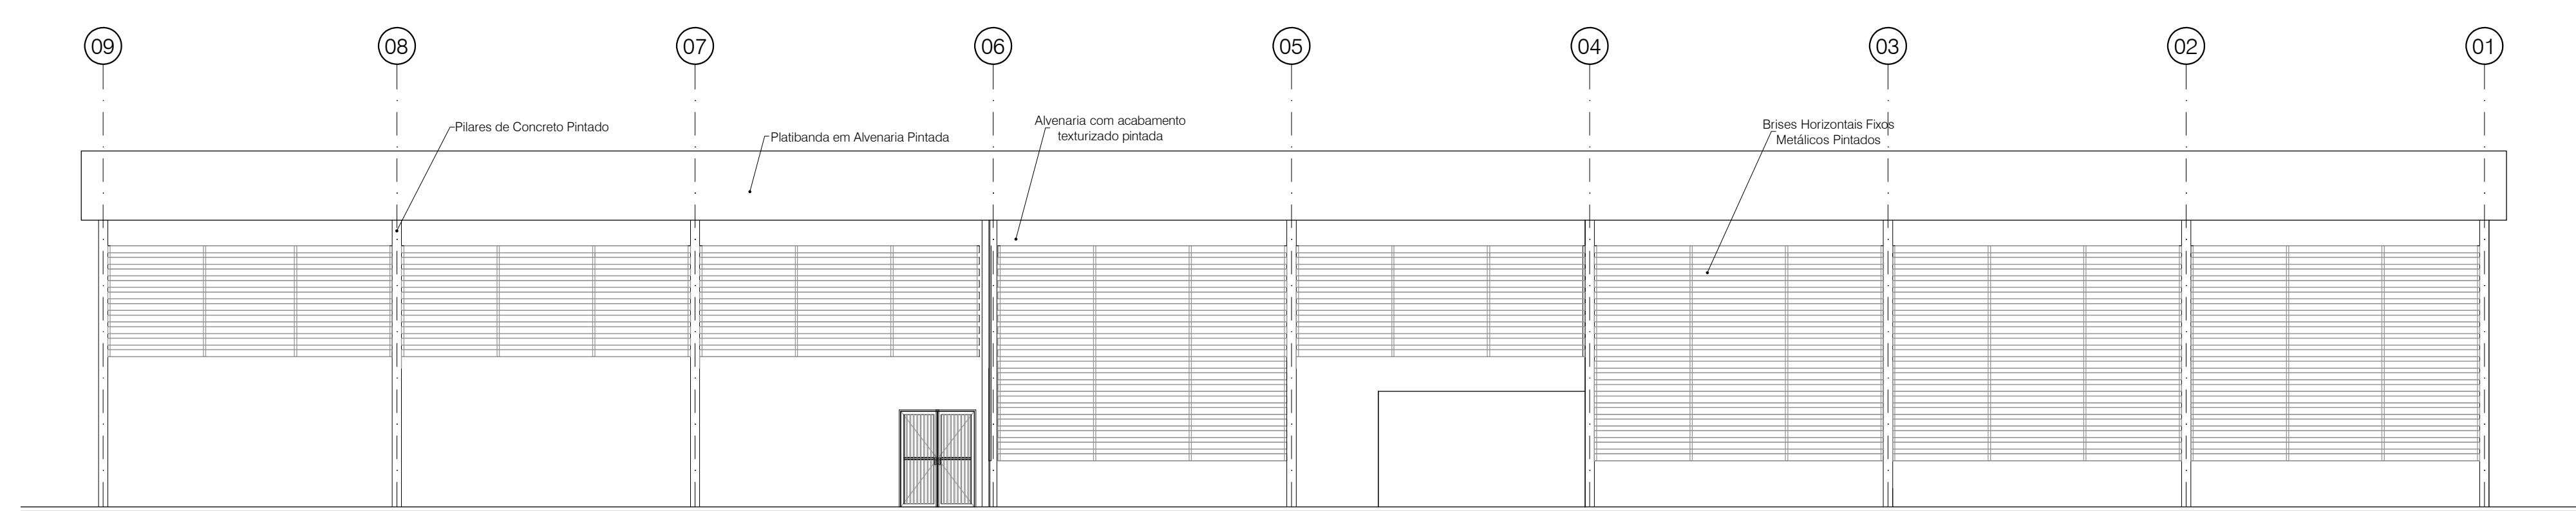 09 08 07 06 05 04 03 02 01
Pilares de Concreto Pintado
Platibanda em Alvenaria Pintada
Alvenaria com acabamento
texturizado pintada
Brises Horizontais Fixos
Metálicos Pintados